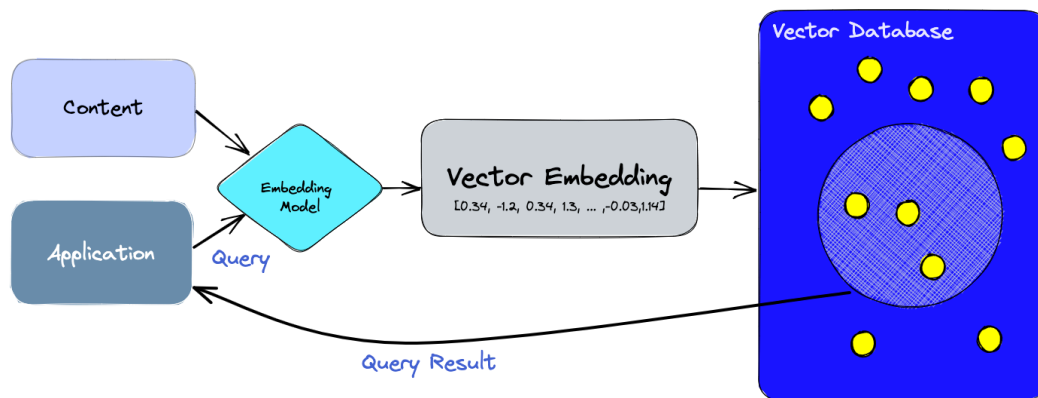 Vector Database
Content
Embedding
Model
Vector Embedding
[0.34, -1.2, 0.34, 1.3, ... ,-0.03,1.14]
Application
Query
Query Result